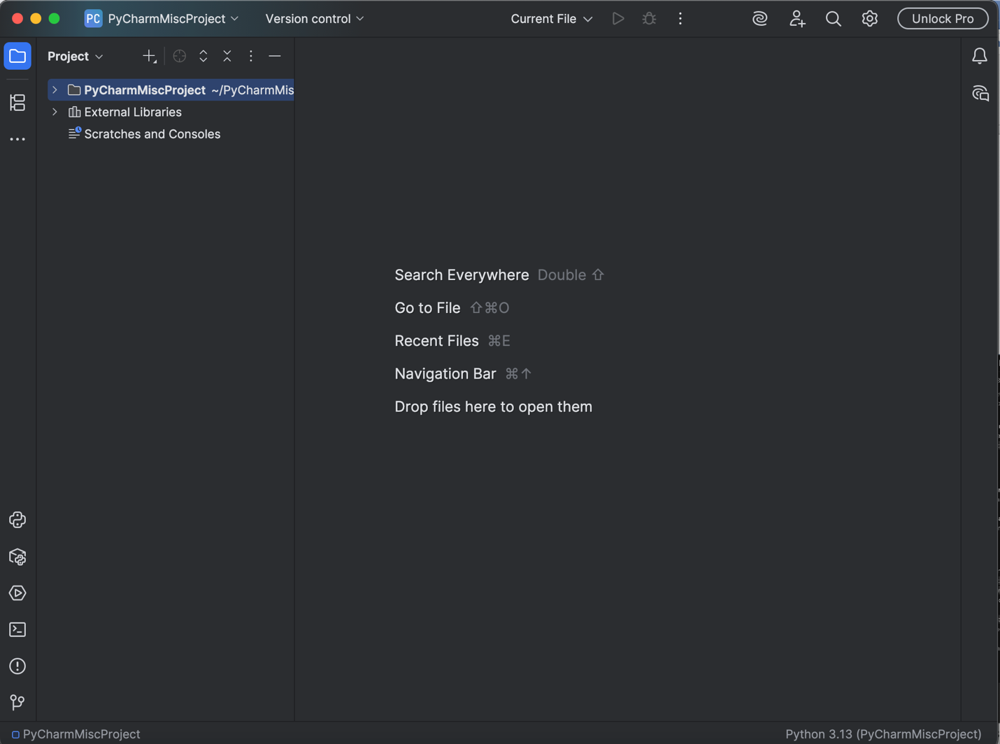 PC PyCharmMiscProject Version control Current File Unlock Pro
Project
PyCharmMiscProject ~/PyCharmMis
External Libraries
Scratches and Consoles
Search Everywhere Double ⇧
Go to File ⇧⌘O
Recent Files ⌘E
Navigation Bar ⌘↑
Drop files here to open them
PyCharmMiscProject Python 3.13 (PyCharmMiscProject)